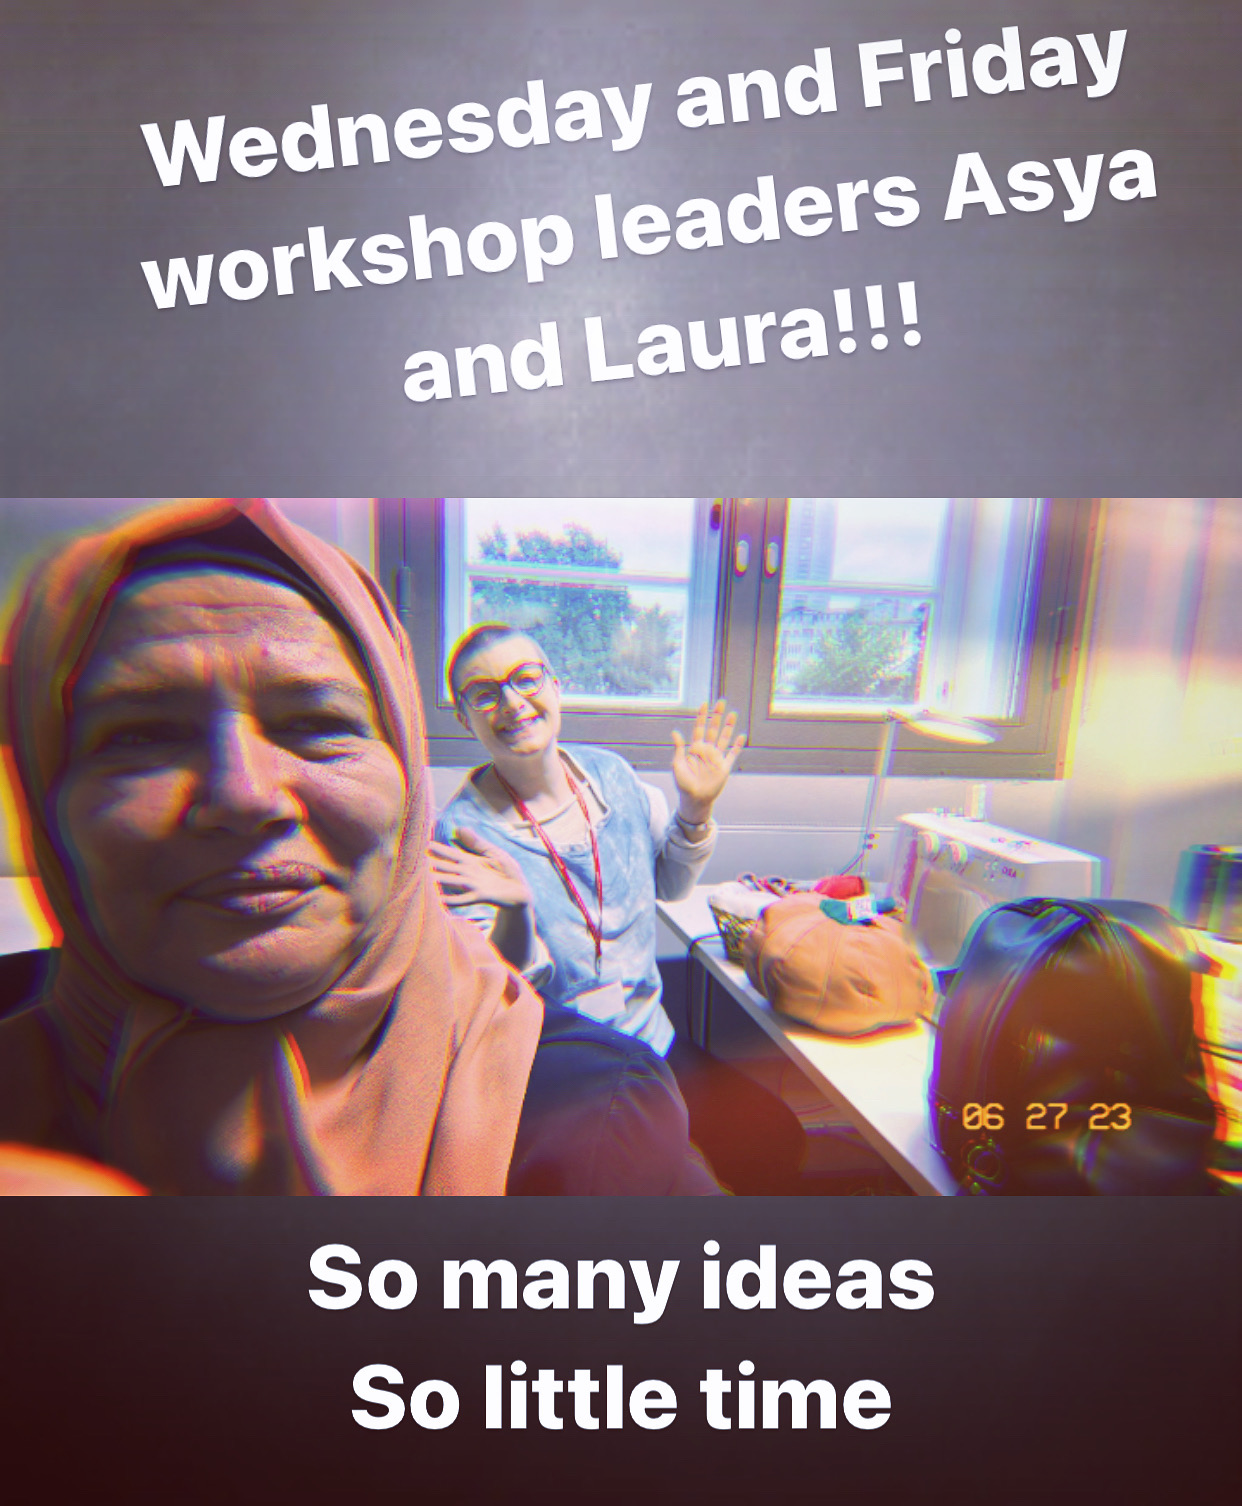 Wednesday and Friday
workshop leaders Asya
and Laura!!!
06 27 23
So many ideas
So little time